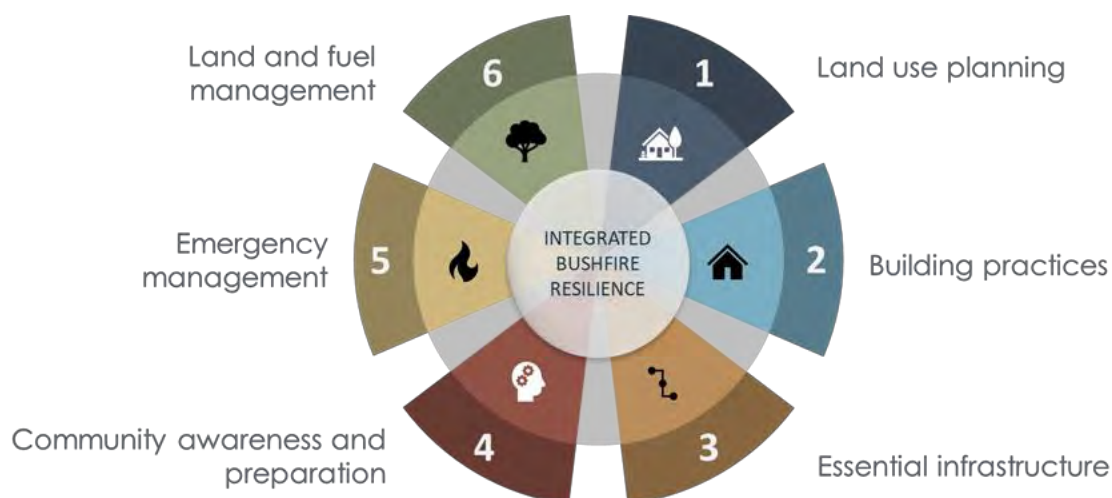 6
Land and fuel
management
1
Land use planning
INTEGRATED
BUSHFIRE
RESILIENCE
5
Emergency
management
2
Building practices
4
Community awareness and
preparation
3
Essential infrastructure